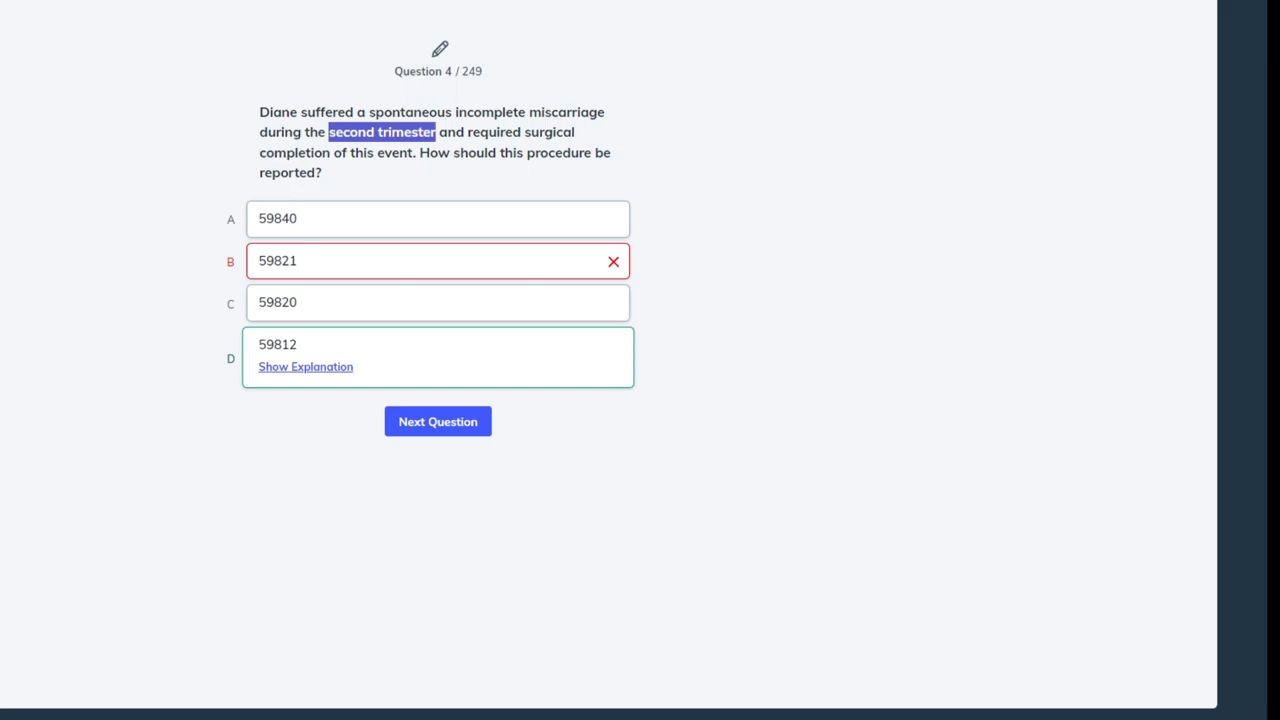 Question 4 / 249
Diane suffered a spontaneous incomplete miscarriage
during the second trimester and required surgical
completion of this event. How should this procedure be
reported?
A 59840
B 59821
C 59820
D 59812
Show Explanation
Next Question